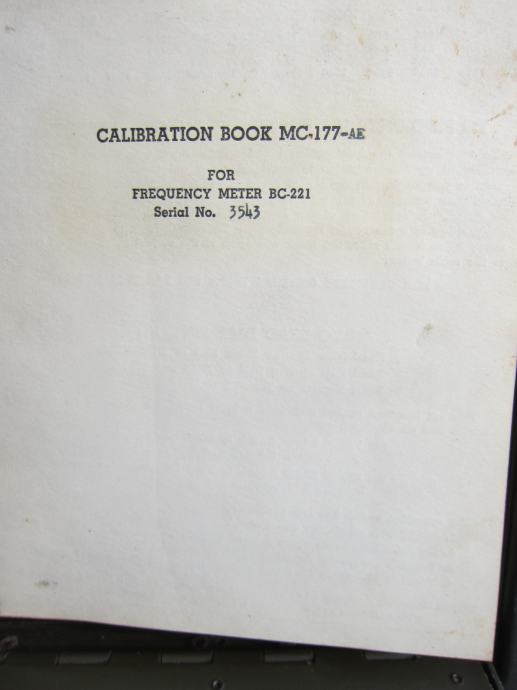 CALIBRATION BOOK MC-177-AE
FOR
FREQUENCY METER BC-221
Serial No. 3543